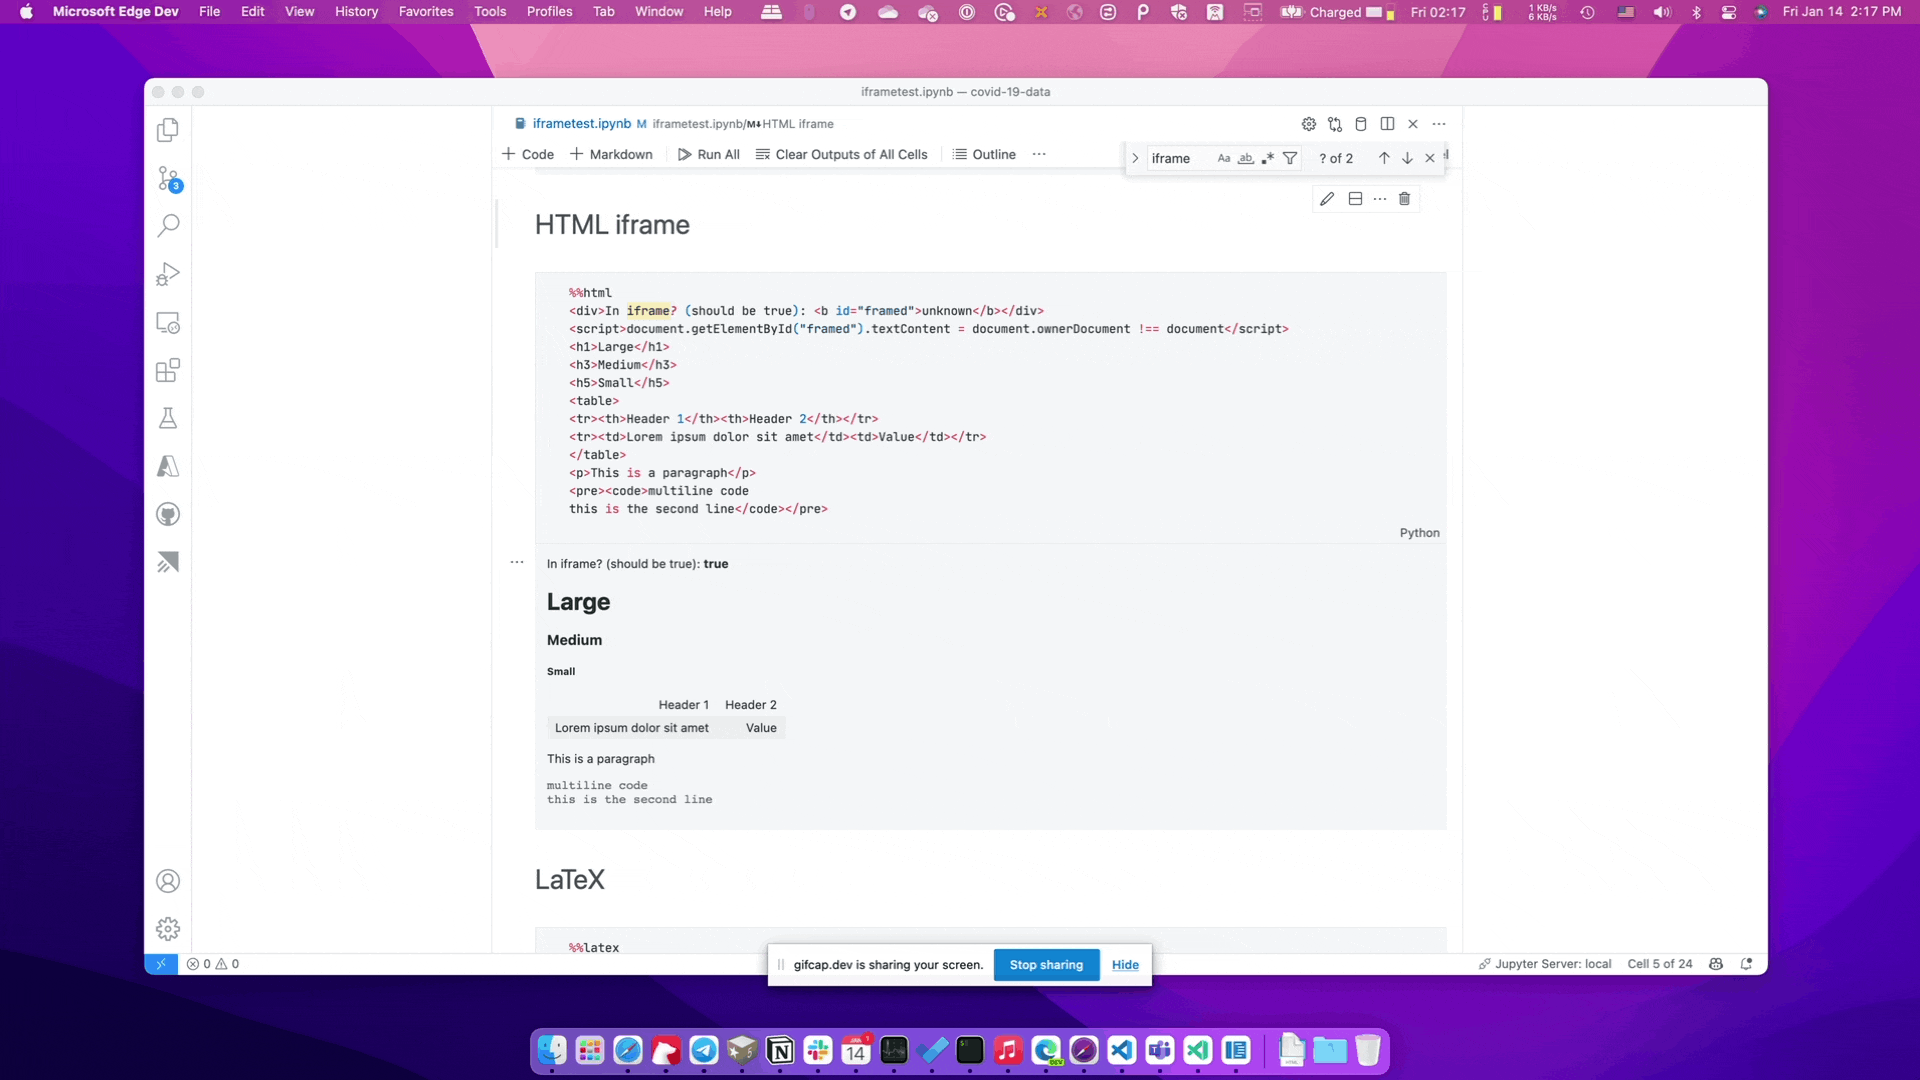 Microsoft Edge Dev File Edit View History Favorites Tools Profiles Tab Window Help Charged Fri 02:17 1 KB/s 6 KB/s Fri Jan 14 2:17 PM
iframetest.ipynb — covid-19-data
iframetest.ipynb M iframetest.ipynb/M↓HTML iframe
Code Markdown Run All Clear Outputs of All Cells Outline ···
iframe Aa ab .* ? of 2
3
HTML iframe
%%html
<div>In iframe? (should be true): <b id="framed">unknown</b></div>
<script>document.getElementById("framed").textContent = document.ownerDocument !== document</script>
<h1>Large</h1>
<h3>Medium</h3>
<h5>Small</h5>
<table>
<tr><th>Header 1</th><th>Header 2</th></tr>
<tr><td>Lorem ipsum dolor sit amet</td><td>Value</td></tr>
</table>
<p>This is a paragraph</p>
<pre><code>multiline code
this is the second line</code></pre>
Python
In iframe? (should be true): true
Large
Medium
Small
Header 1 Header 2
Lorem ipsum dolor sit amet Value
This is a paragraph
multiline code
this is the second line
LaTeX
%%latex
gifcap.dev is sharing your screen. Stop sharing Hide
0 0 Jupyter Server: local Cell 5 of 24
14